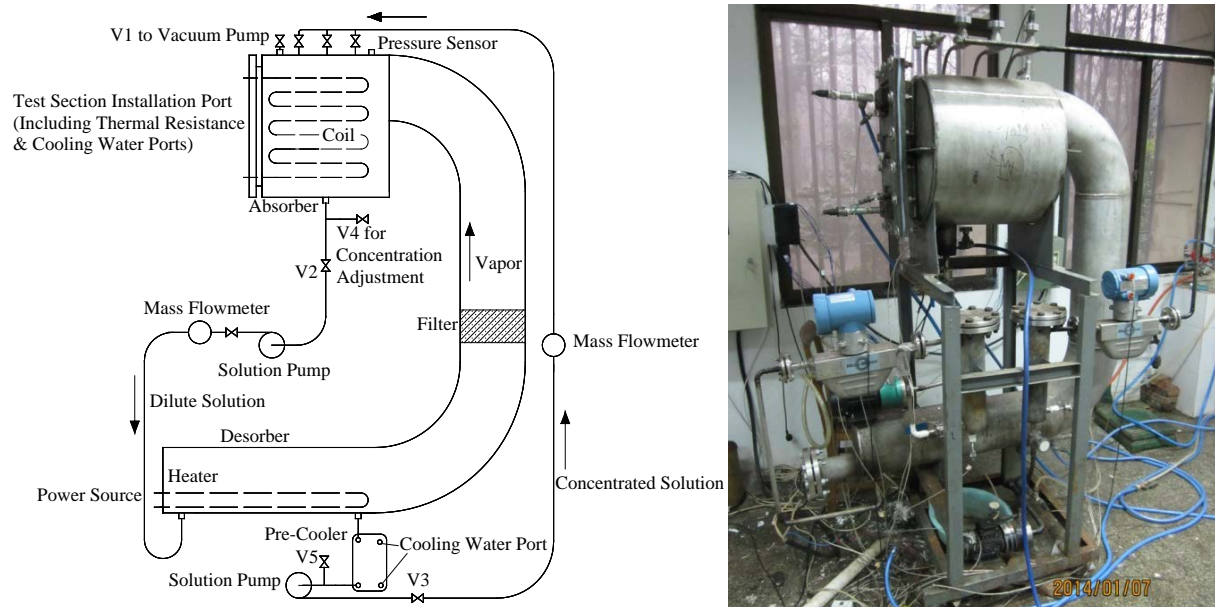 V1 to Vacuum Pump
Pressure Sensor
Test Section Installation Port
(Including Thermal Resistance
& Cooling Water Ports)
Coil
Absorber
V4 for
Concentration
Adjustment
V2
Vapor
Mass Flowmeter
Filter
Mass Flowmeter
Solution Pump
Dilute Solution
Desorber
Heater
Power Source
Concentrated Solution
Pre-Cooler
Cooling Water Port
V5
Solution Pump
V3
2014/01/07